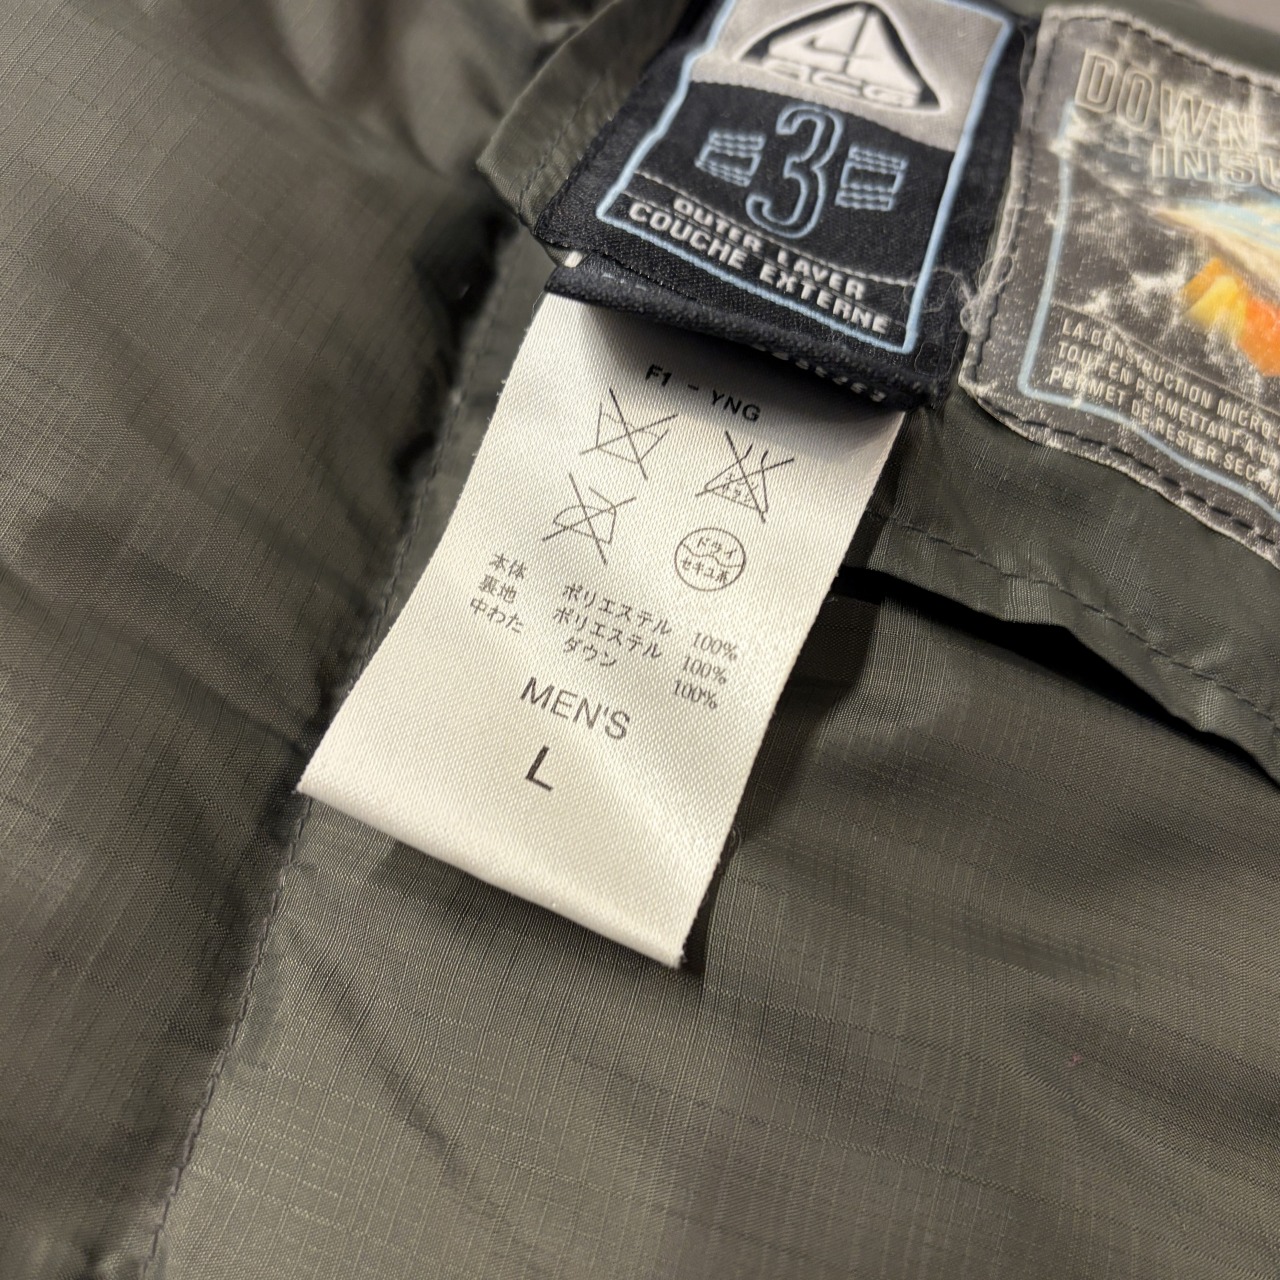 ACG
3
OUTER LAYER
COUCHE EXTERNE
DOWN
LA CONSTRUCTION MICRO
TOUT EN PERMETTANT À L
PERMET DE RESTER SEC
F1 - YNG
ドライ
セキユ系
本体 ポリエステル 100%
裏地 ポリエステル 100%
中わた ダウン 100%
MEN'S
L